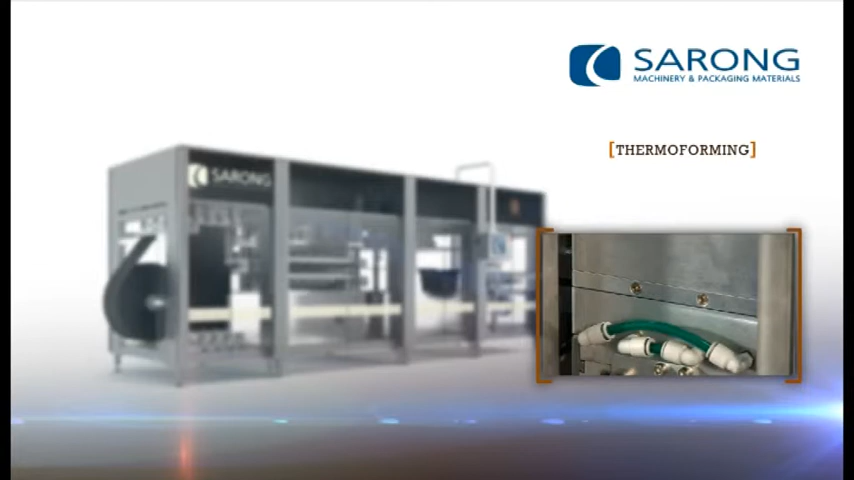 SARONG
MACHINERY & PACKAGING MATERIALS
[THERMOFORMING]
SARONG